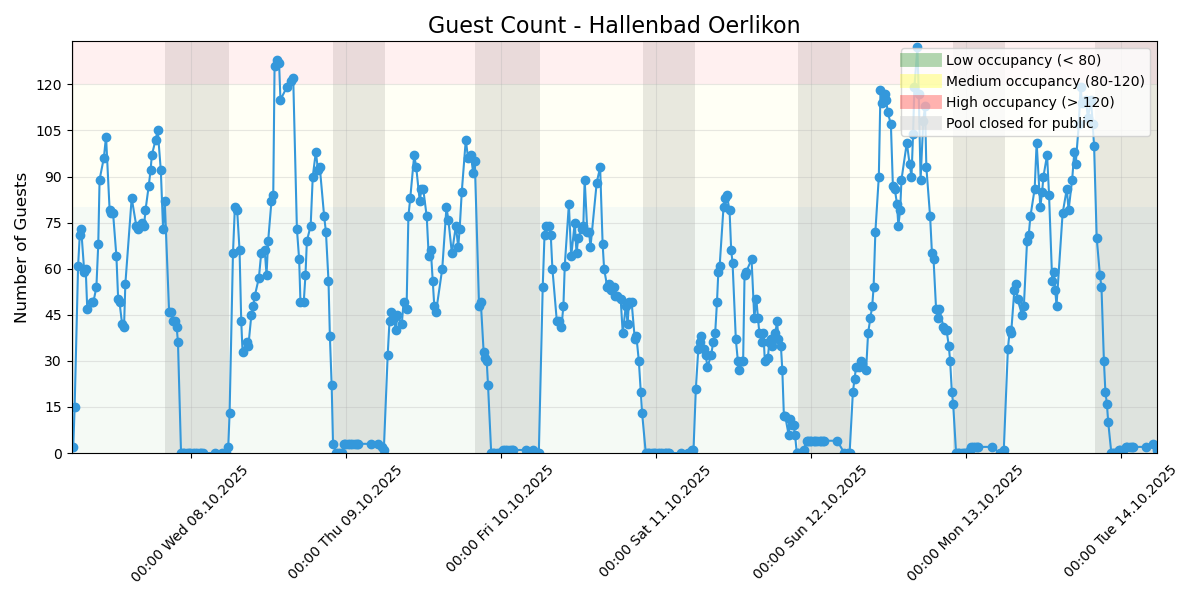 Guest Count - Hallenbad Oerlikon
Number of Guests
120
105
90
75
60
45
30
15
0
Low occupancy (< 80)
Medium occupancy (80-120)
High occupancy (> 120)
Pool closed for public
00:00 Wed 08.10.2025
00:00 Thu 09.10.2025
00:00 Fri 10.10.2025
00:00 Sat 11.10.2025
00:00 Sun 12.10.2025
00:00 Mon 13.10.2025
00:00 Tue 14.10.2025